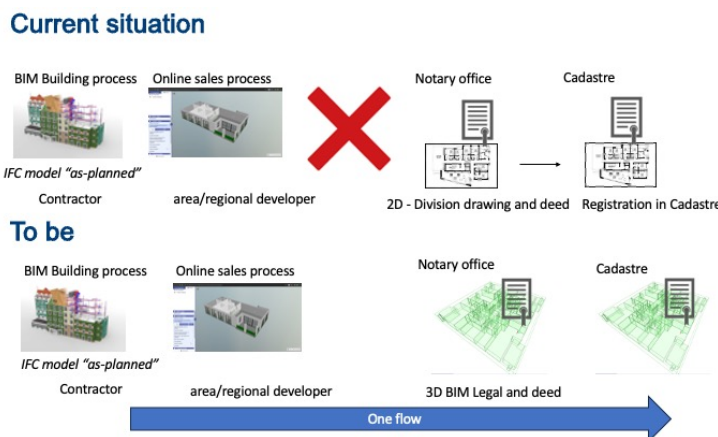 Current situation
BIM Building process
Online sales process
Notary office
Cadastre
IFC model “as-planned”
Contractor
area/regional developer
2D - Division drawing and deed
Registration in Cadastre
To be
BIM Building process
Online sales process
Notary office
Cadastre
IFC model “as-planned”
Contractor
area/regional developer
3D BIM Legal and deed
One flow